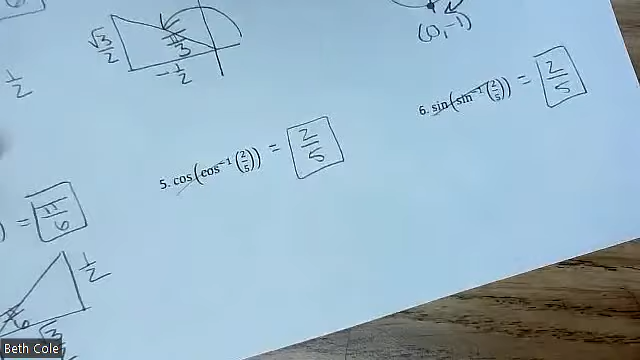 √3/2
π/3
-1/2
1/2
(0,-1)
6. sin(sin⁻¹(2/5)) = 2/5
5. cos(cos⁻¹(2/5)) = 2/5
) = π/6
1/2
Beth Cole